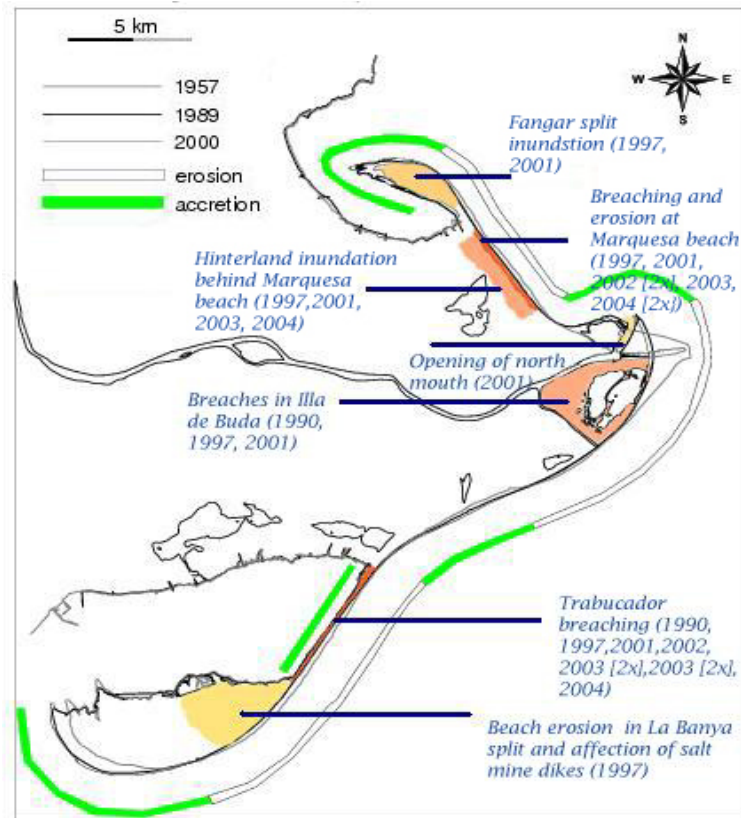 5 km
1957
1989
2000
erosion
accretion
N
W
E
S
Fangar split
inundstion (1997,
2001)
Breaching and
erosion at
Marquesa beach
(1997, 2001,
2002 [2x], 2003,
2004 [2x])
Hinterland inundation
behind Marquesa
beach (1997,2001,
2003, 2004)
Opening of north
mouth (2001)
Breaches in Illa
de Buda (1990,
1997, 2001)
Trabucador
breaching (1990,
1997,2001,2002,
2003 [2x],2003 [2x],
2004)
Beach erosion in La Banya
split and affection of salt
mine dikes (1997)